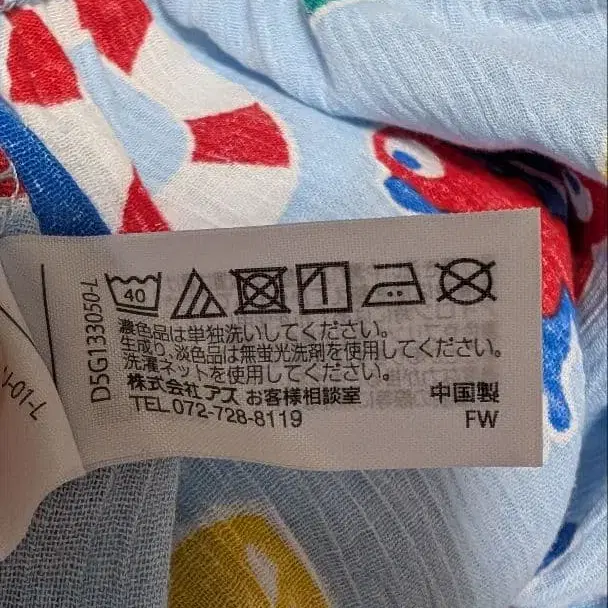 D5G133050-L
40
濃色品は単独洗いしてください。
生成り、淡色品は無蛍光洗剤を使用してください。
洗濯ネットを使用してください。
株式会社 アズ お客様相談室 中国製
TEL 072-728-8119 FW